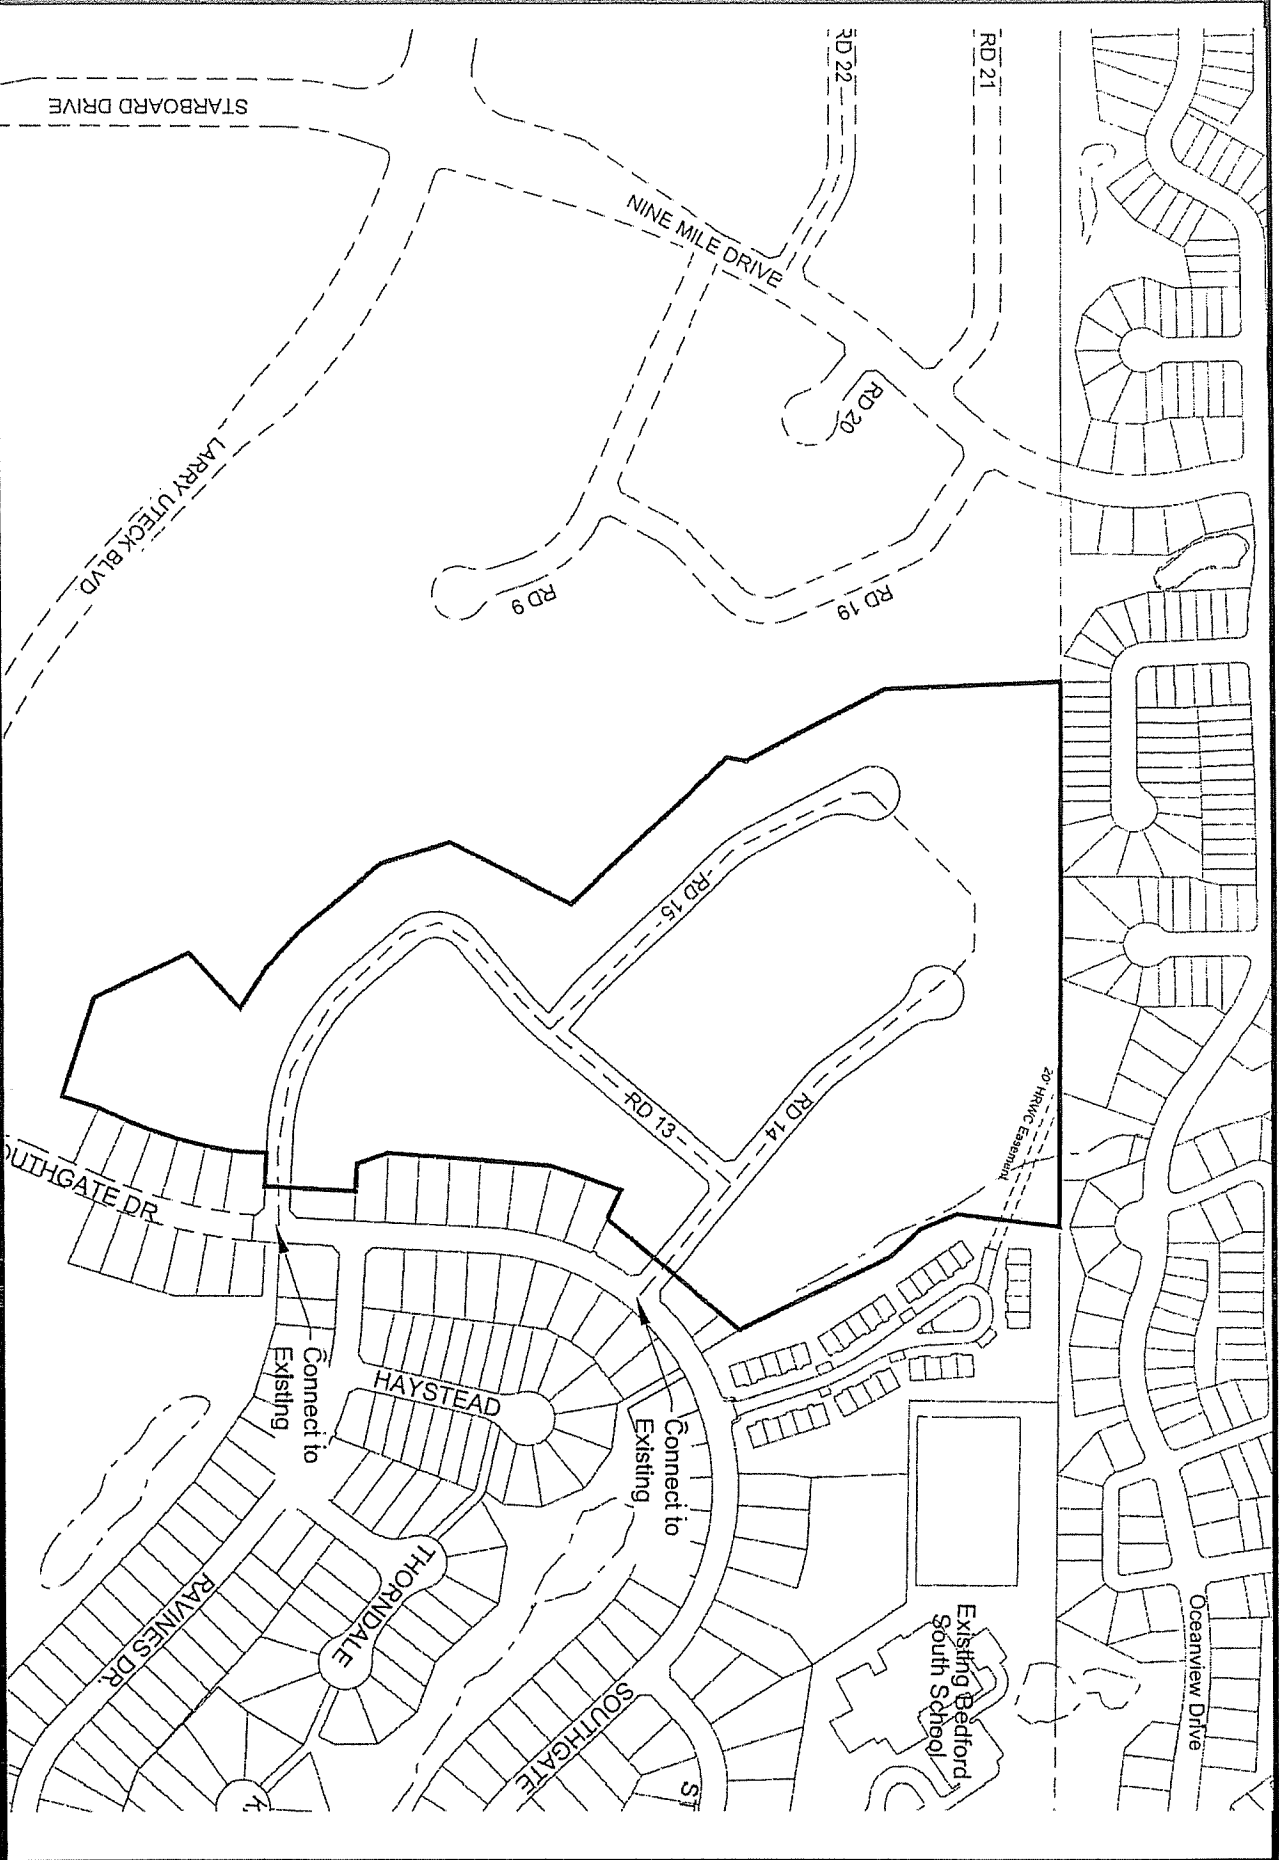 STARBOARD DRIVE
RD 22
RD 21
NINE MILE DRIVE
RD 20
LARRY UTECK BLVD
RD 9
RD 19
RD 15
RD 13
RD 14
20' HRWC Easement
OUTHGATE DR
Connect to
Existing
HAYSTEAD
Connect to
Existing
THORNDALE
RAVINES DR.
SOUTHGATE
ST
Existing Bedford
South School
Oceanview Drive